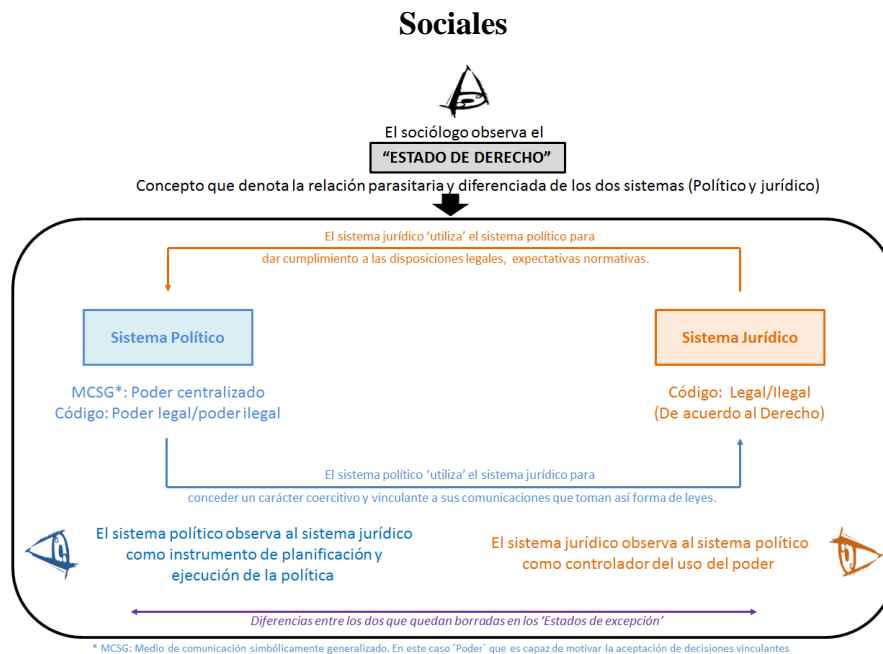 Sociales
El sociólogo observa el
“ESTADO DE DERECHO”
Concepto que denota la relación parasitaria y diferenciada de los dos sistemas (Político y jurídico)
El sistema jurídico ‘utiliza’ el sistema político para
dar cumplimiento a las disposiciones legales, expectativas normativas.
Sistema Político
Sistema Jurídico
MCSG*: Poder centralizado
Código: Poder legal/poder ilegal
Código: Legal/Ilegal
(De acuerdo al Derecho)
El sistema político ‘utiliza’ el sistema jurídico para
conceder un carácter coercitivo y vinculante a sus comunicaciones que toman así forma de leyes.
El sistema político observa al sistema jurídico
como instrumento de planificación y
ejecución de la política
El sistema jurídico observa al sistema político
como controlador del uso del poder
Diferencias entre los dos que quedan borradas en los ‘Estados de excepción’
* MCSG: Medio de comunicación simbólicamente generalizado. En este caso ‘Poder’ que es capaz de motivar la aceptación de decisiones vinculantes